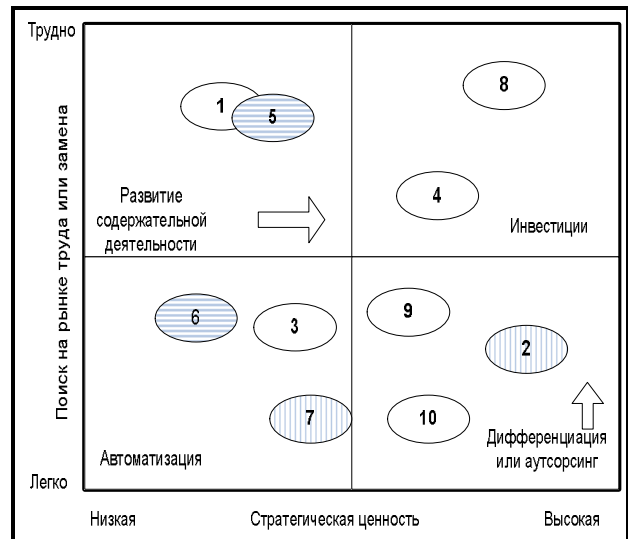 Трудно
Поиск на рынке труда или замена
Легко
1
5
8
4
Развитие
содержательной
деятельности
Инвестиции
6
3
9
2
7
10
Автоматизация
Дифференциация
или аутсорсинг
Низкая
Стратегическая ценность
Высокая